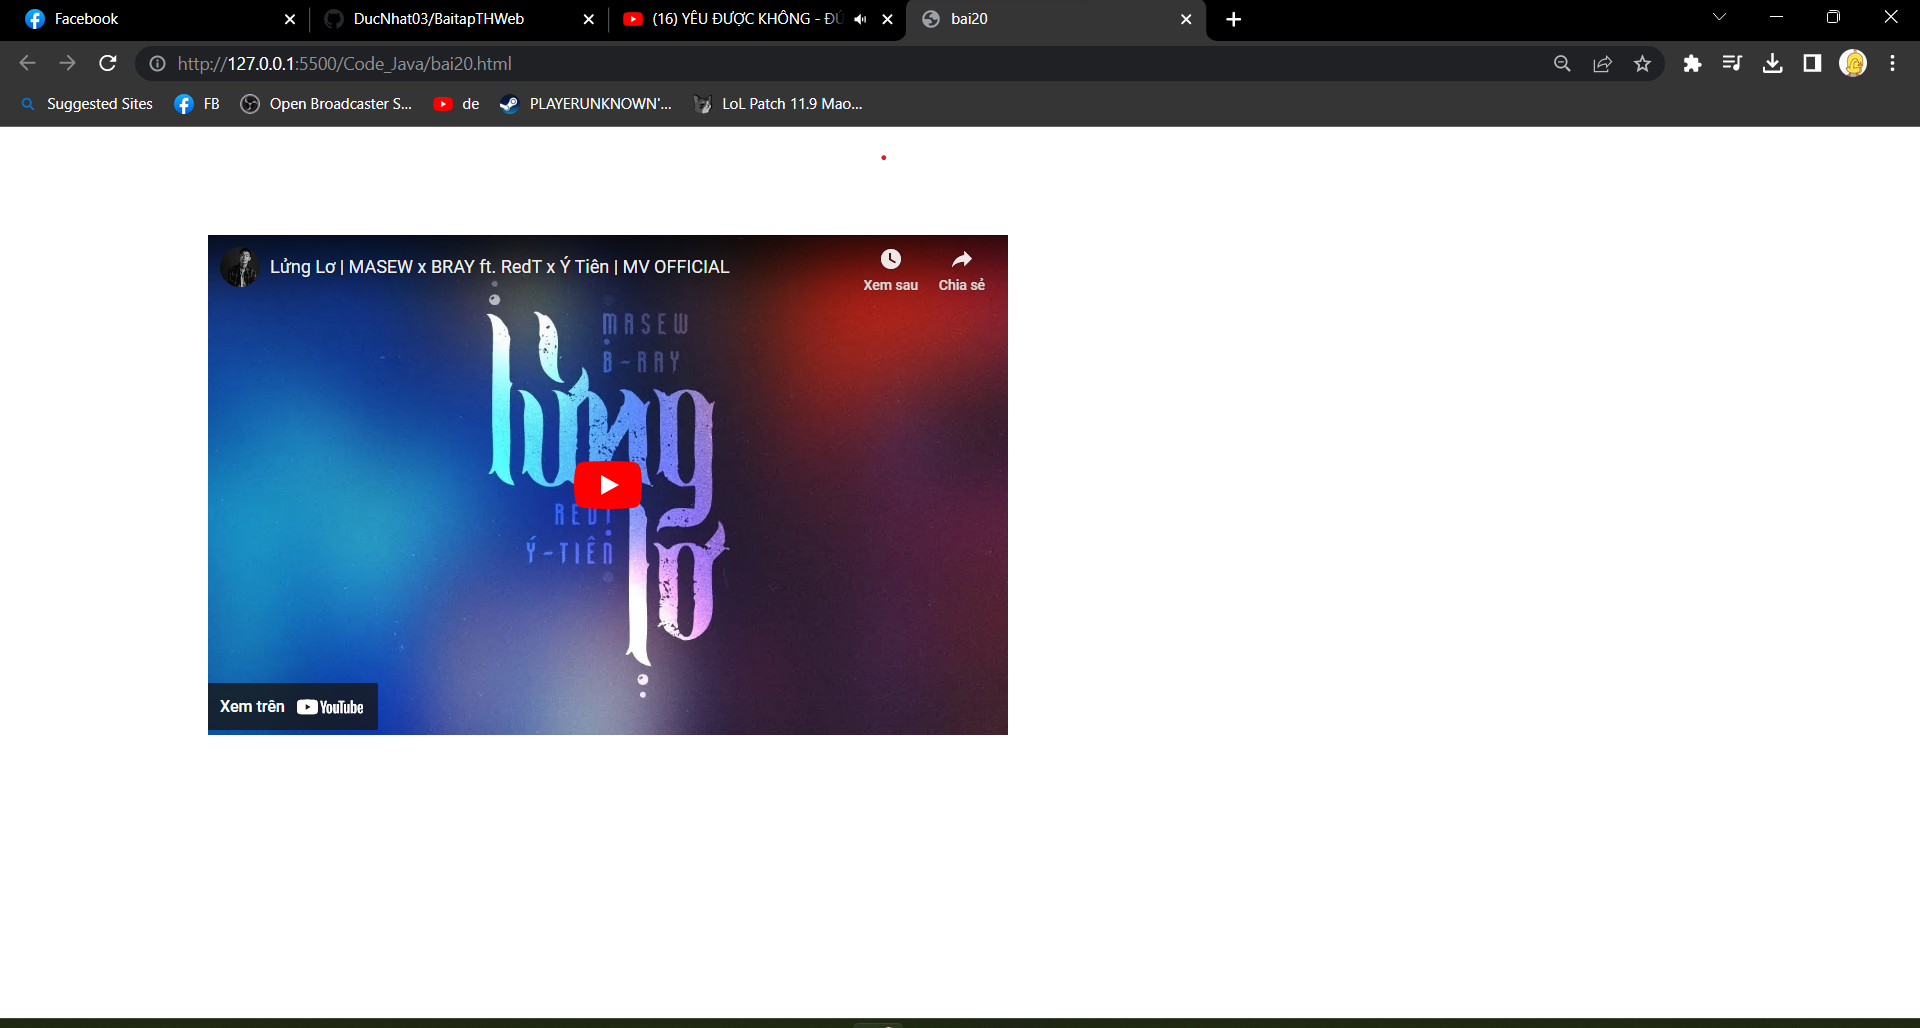 Facebook
DucNhat03/BaitapTHWeb
(16) YÊU ĐƯỢC KHÔNG - ĐỨ
bai20
http://127.0.0.1:5500/Code_Java/bai20.html
Suggested Sites
FB
Open Broadcaster S...
de
PLAYERUNKNOWN'...
LoL Patch 11.9 Mao...
Lửng Lơ | MASEW x BRAY ft. RedT x Ý Tiên | MV OFFICIAL
Xem sau
Chia sẻ
MASEW
B-RAY
lửng
REDT
Ý-TIÊN
lơ
Xem trên YouTube